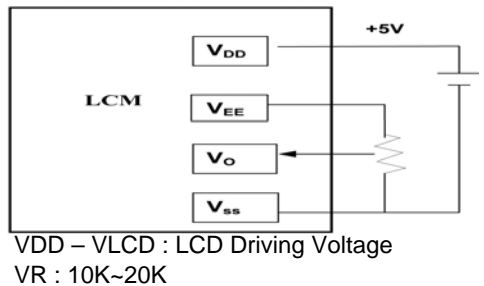 +5V
VDD
LCM
VEE
VO
Vss
VDD – VLCD : LCD Driving Voltage
VR : 10K~20K